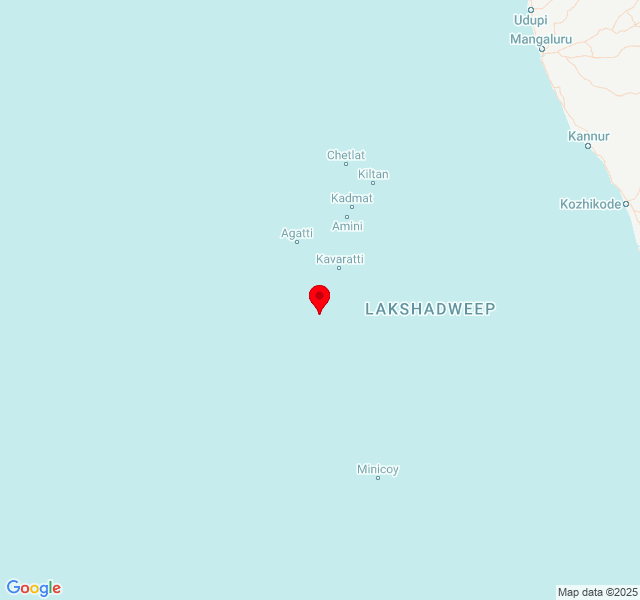 Udupi
Mangaluru
Kannur
Chetlat
Kiltan
Kadmat
Kozhikode
Amini
Agatti
Kavaratti
LAKSHADWEEP
Minicoy
Google
Map data ©2025